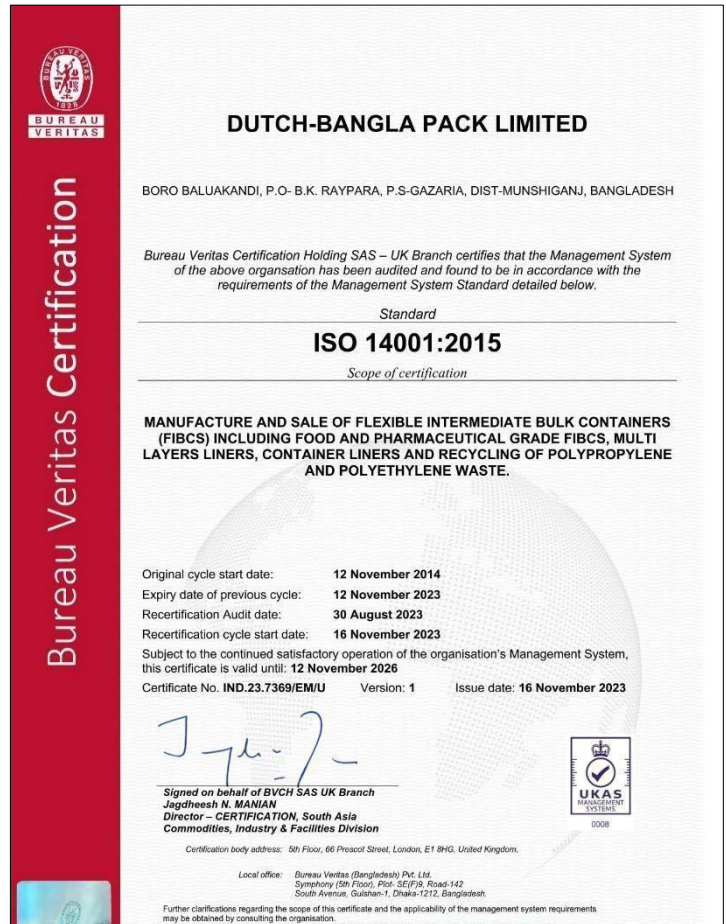 BUREAU VERITAS
1828
BUREAU
VERITAS
Bureau Veritas Certification
DUTCH-BANGLA PACK LIMITED
BORO BALUAKANDI, P.O- B.K. RAYPARA, P.S-GAZARIA, DIST-MUNSHIGANJ, BANGLADESH
Bureau Veritas Certification Holding SAS – UK Branch certifies that the Management System
of the above organsation has been audited and found to be in accordance with the
requirements of the Management System Standard detailed below.
Standard
ISO 14001:2015
Scope of certification
MANUFACTURE AND SALE OF FLEXIBLE INTERMEDIATE BULK CONTAINERS
(FIBCS) INCLUDING FOOD AND PHARMACEUTICAL GRADE FIBCS, MULTI
LAYERS LINERS, CONTAINER LINERS AND RECYCLING OF POLYPROPYLENE
AND POLYETHYLENE WASTE.
Original cycle start date: 12 November 2014
Expiry date of previous cycle: 12 November 2023
Recertification Audit date: 30 August 2023
Recertification cycle start date: 16 November 2023
Subject to the continued satisfactory operation of the organisation's Management System,
this certificate is valid until: 12 November 2026
Certificate No. IND.23.7369/EM/U Version: 1 Issue date: 16 November 2023
Signed on behalf of BVCH SAS UK Branch
Jagdheesh N. MANIAN
Director – CERTIFICATION, South Asia
Commodities, Industry & Facilities Division
UKAS
MANAGEMENT
SYSTEMS
0008
Certification body address: 5th Floor, 66 Prescot Street, London, E1 8HG, United Kingdom.
Local office: Bureau Veritas (Bangladesh) Pvt. Ltd.
Symphony (5th Floor), Plot- SE(F)9, Road-142
South Avenue, Gulshan-1, Dhaka-1212, Bangladesh.
Further clarifications regarding the scope of this certificate and the applicability of the management system requirements
may be obtained by consulting the organisation.